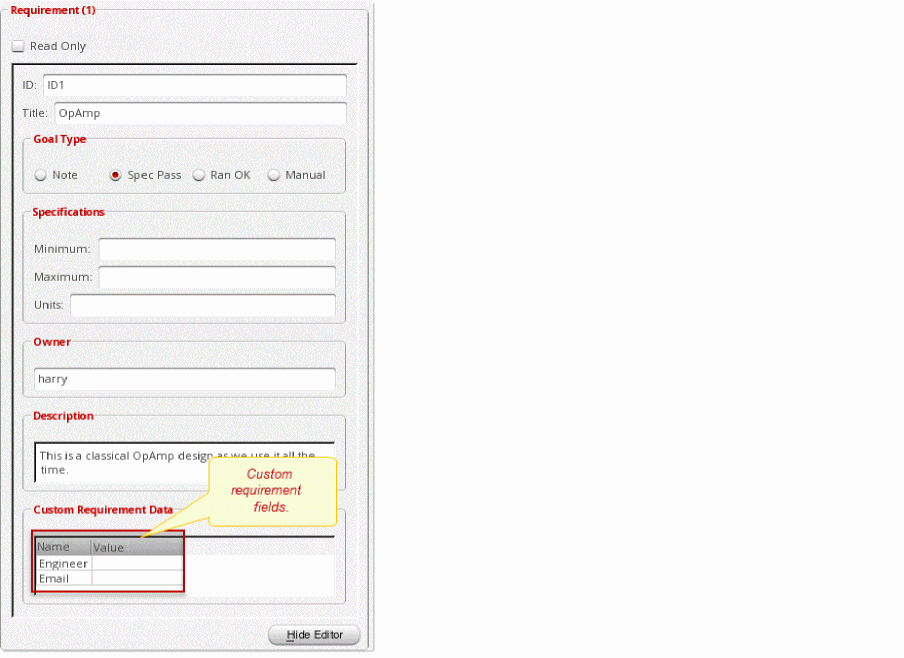 Requirement (1)
Read Only
ID: ID1
Title: OpAmp
Goal Type
Note Spec Pass Ran OK Manual
Specifications
Minimum:
Maximum:
Units:
Owner
harry
Description
This is a classical OpAmp design as we use it all the
time.
Custom
requirement
fields.
Custom Requirement Data
Name Value
Engineer
Email
Hide Editor